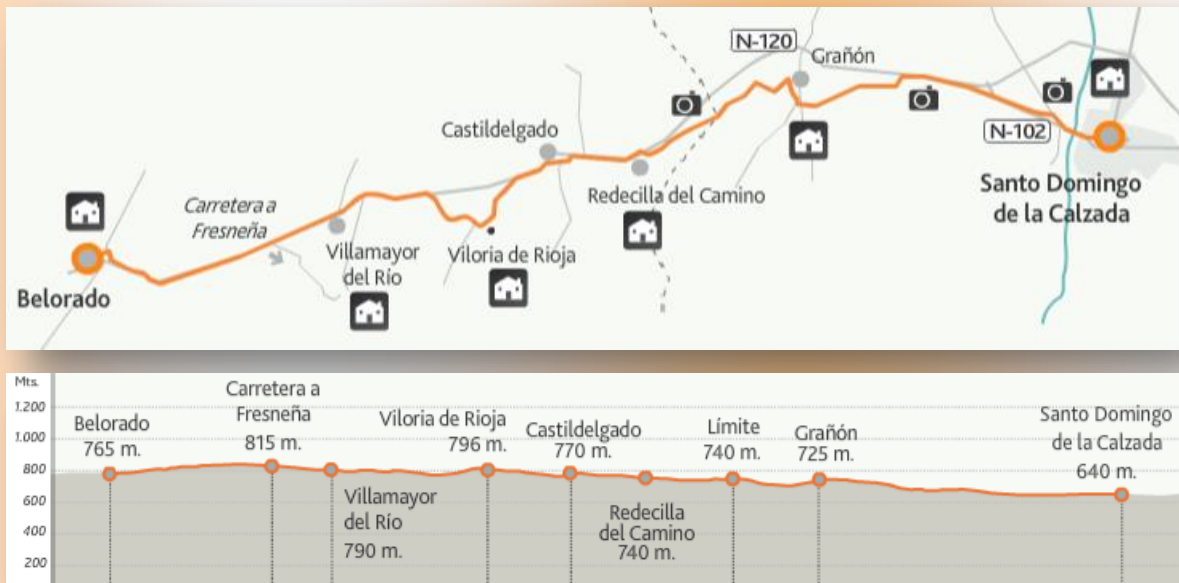 N-120
Grañón
Castildelgado
N-102
Redecilla del Camino
Santo Domingo
de la Calzada
Carretera a
Fresneña
Villamayor
del Río
Viloria de Rioja
Belorado
Mts.
1.200
1.000
800
600
400
200
Belorado
765 m.
Carretera a
Fresneña
815 m.
Villamayor
del Río
790 m.
Viloria de Rioja
796 m.
Castildelgado
770 m.
Redecilla
del Camino
740 m.
Límite
740 m.
Grañón
725 m.
Santo Domingo
de la Calzada
640 m.